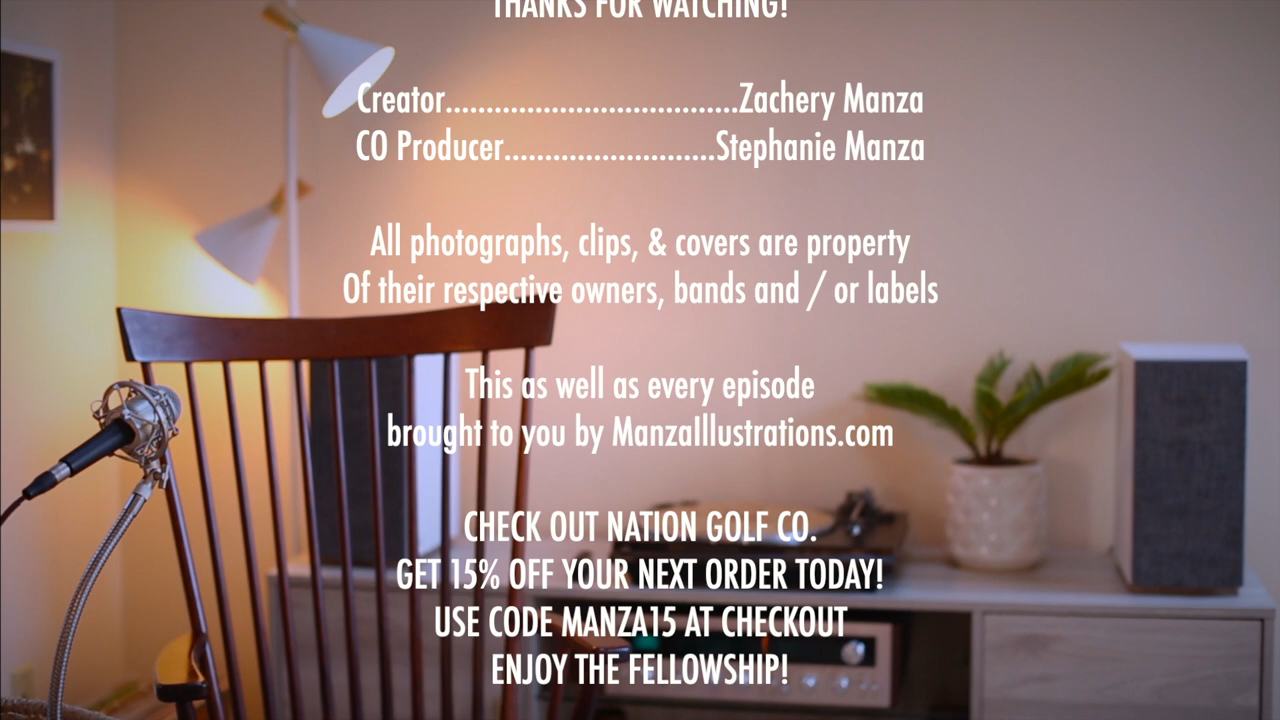 THANKS FOR WATCHING!
Creator...................................Zachery Manza
CO Producer.........................Stephanie Manza
All photographs, clips, & covers are property
Of their respective owners, bands and / or labels
This as well as every episode
brought to you by ManzaIllustrations.com
CHECK OUT NATION GOLF CO.
GET 15% OFF YOUR NEXT ORDER TODAY!
USE CODE MANZA15 AT CHECKOUT
ENJOY THE FELLOWSHIP!